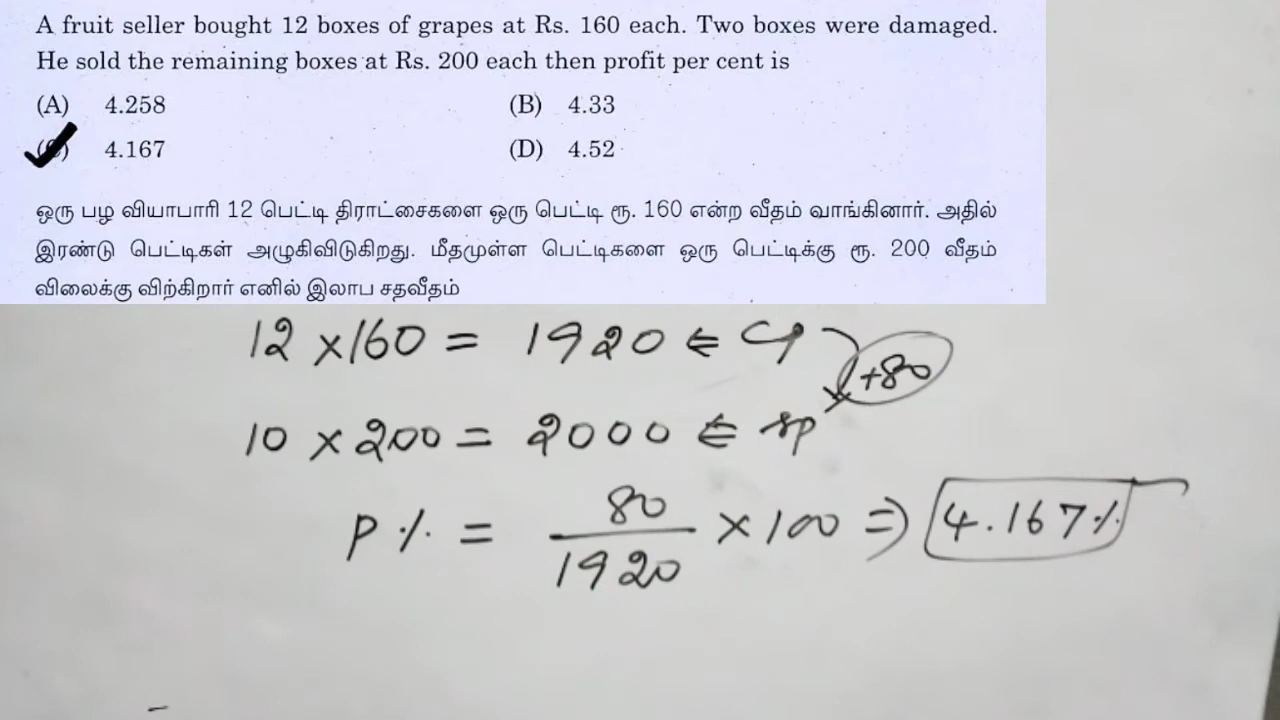 A fruit seller bought 12 boxes of grapes at Rs. 160 each. Two boxes were damaged.
He sold the remaining boxes at Rs. 200 each then profit per cent is
(A) 4.258 (B) 4.33
(C) 4.167 (D) 4.52
ஒரு பழ வியாபாரி 12 பெட்டி திராட்சைகளை ஒரு பெட்டி ரூ. 160 என்ற வீதம் வாங்கினார். அதில்
இரண்டு பெட்டிகள் அழுகிவிடுகிறது. மீதமுள்ள பெட்டிகளை ஒரு பெட்டிக்கு ரூ. 200 வீதம்
விலைக்கு விற்கிறார் எனில் இலாப சதவீதம்
12 × 160 = 1920 ⇐ CP
+80
10 × 200 = 2000 ⇐ SP
P % = 80/1920 × 100 ⇒ 4.167%